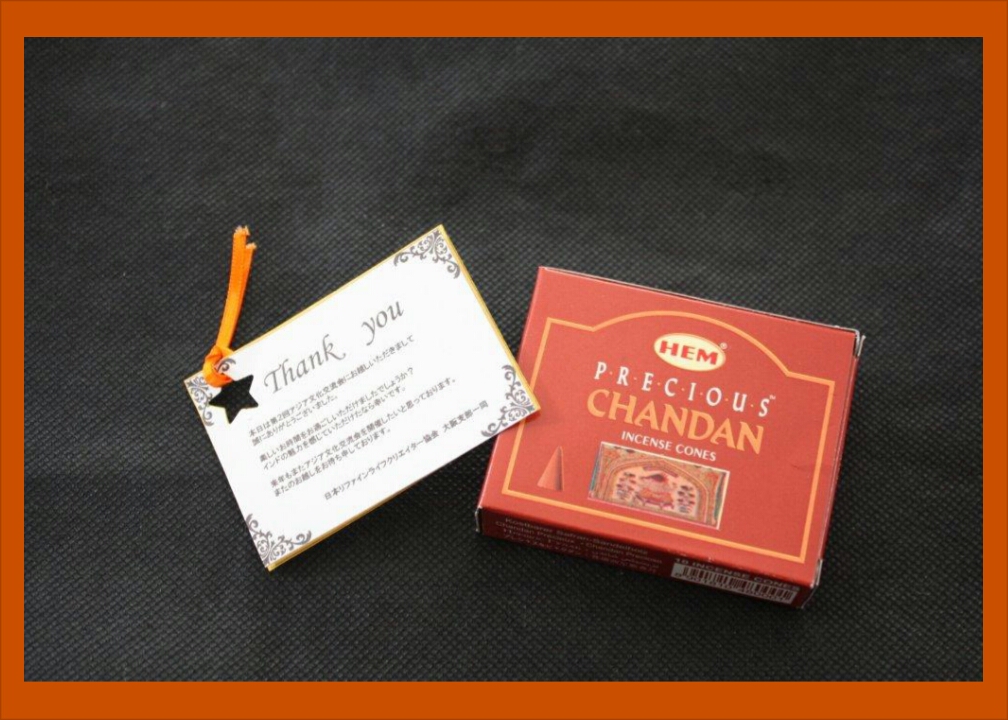 Thank you
本日は第2回アジア文化交流会にお越しいただきまして
誠にありがとうございました。
楽しいお時間をお過ごしいただけましたでしょうか？
インドの魅力を感じていただけたなら幸いです。
来年もまたアジア文化交流会を開催したいと思っております。
またのお越しをお待ち申しております。
日本リファインライフクリエイター協会 大阪支部一同
HEM®
P·R·E·C·I·O·U·S™
CHANDAN
INCENSE CONES
10 INCENSE CONES